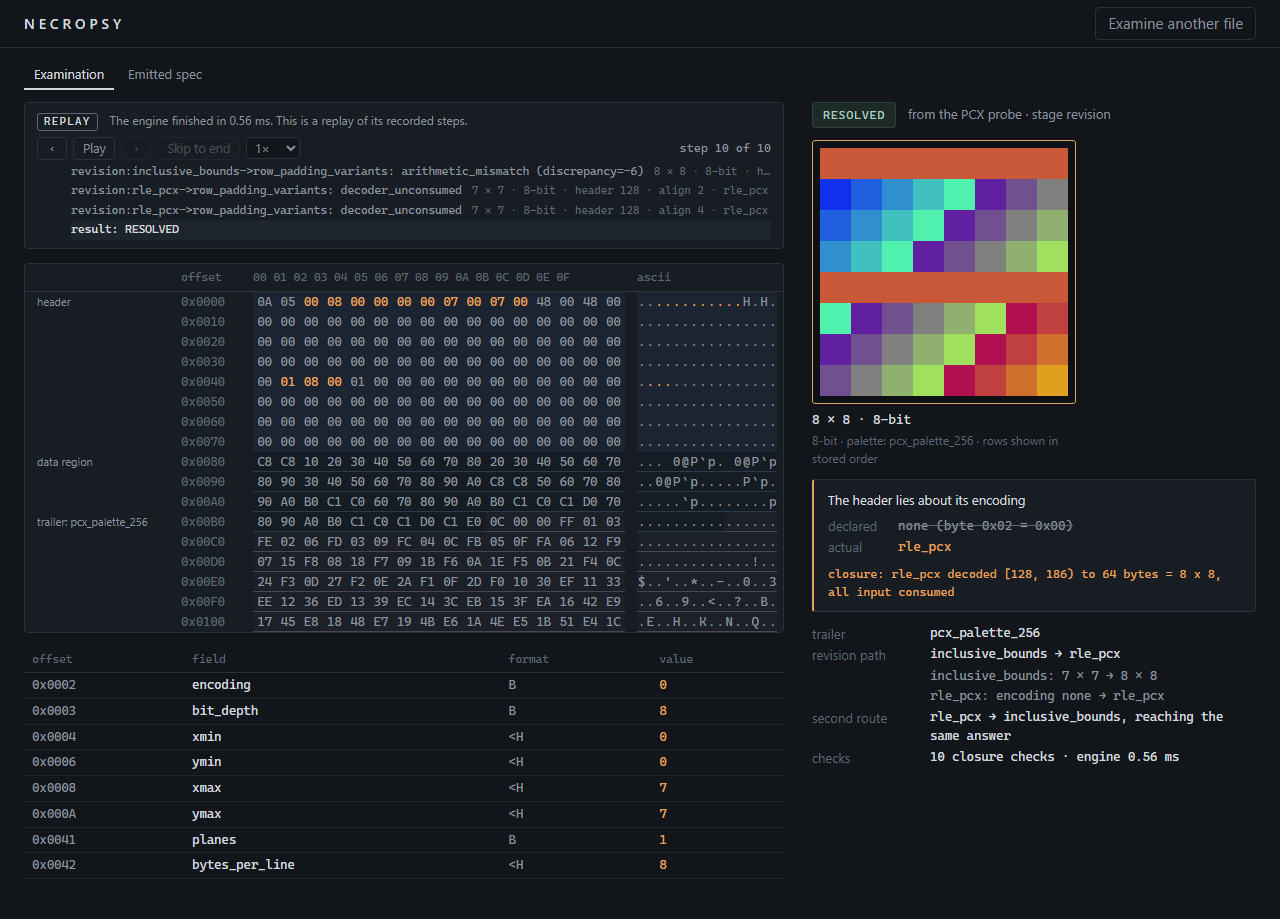 NECROPSY
Examine another file
Examination
Emitted spec
REPLAY The engine finished in 0.56 ms. This is a replay of its recorded steps.
‹ Play › Skip to end 1× step 10 of 10
revision:inclusive_bounds->row_padding_variants: arithmetic_mismatch (discrepancy=-6) 8 × 8 · 8-bit · h…
revision:rle_pcx->row_padding_variants: decoder_unconsumed 7 × 7 · 8-bit · header 128 · align 2 · rle_pcx
revision:rle_pcx->row_padding_variants: decoder_unconsumed 7 × 7 · 8-bit · header 128 · align 4 · rle_pcx
result: RESOLVED
offset 00 01 02 03 04 05 06 07 08 09 0A 0B 0C 0D 0E 0F ascii
header 0x0000 0A 05 00 08 00 00 00 00 07 00 07 00 48 00 48 00 ............H.H.
0x0010 00 00 00 00 00 00 00 00 00 00 00 00 00 00 00 00 ................
0x0020 00 00 00 00 00 00 00 00 00 00 00 00 00 00 00 00 ................
0x0030 00 00 00 00 00 00 00 00 00 00 00 00 00 00 00 00 ................
0x0040 00 01 08 00 01 00 00 00 00 00 00 00 00 00 00 00 ................
0x0050 00 00 00 00 00 00 00 00 00 00 00 00 00 00 00 00 ................
0x0060 00 00 00 00 00 00 00 00 00 00 00 00 00 00 00 00 ................
0x0070 00 00 00 00 00 00 00 00 00 00 00 00 00 00 00 00 ................
data region 0x0080 C8 C8 10 20 30 40 50 60 70 80 20 30 40 50 60 70 ... 0@P`p. 0@P`p
0x0090 80 90 30 40 50 60 70 80 90 A0 C8 C8 50 60 70 80 ..0@P`p.....P`p.
0x00A0 90 A0 B0 C1 C0 60 70 80 90 A0 B0 C1 C0 C1 D0 70 .....`p........p
trailer: pcx_palette_256 0x00B0 80 90 A0 B0 C1 C0 C1 D0 C1 E0 0C 00 00 FF 01 03 ................
0x00C0 FE 02 06 FD 03 09 FC 04 0C FB 05 0F FA 06 12 F9 ................
0x00D0 07 15 F8 08 18 F7 09 1B F6 0A 1E F5 0B 21 F4 0C .............!..
0x00E0 24 F3 0D 27 F2 0E 2A F1 0F 2D F0 10 30 EF 11 33 $..'..*..-..0..3
0x00F0 EE 12 36 ED 13 39 EC 14 3C EB 15 3F EA 16 42 E9 ..6..9..<..?..B.
0x0100 17 45 E8 18 48 E7 19 4B E6 1A 4E E5 1B 51 E4 1C .E..H..K..N..Q..
offset field format value
0x0002 encoding B 0
0x0003 bit_depth B 8
0x0004 xmin <H 0
0x0006 ymin <H 0
0x0008 xmax <H 7
0x000A ymax <H 7
0x0041 planes B 1
0x0042 bytes_per_line <H 8
RESOLVED from the PCX probe · stage revision
8 × 8 · 8-bit
8-bit · palette: pcx_palette_256 · rows shown in
stored order
The header lies about its encoding
declared none (byte 0x02 = 0x00)
actual rle_pcx
closure: rle_pcx decoded [128, 186) to 64 bytes = 8 x 8,
all input consumed
trailer pcx_palette_256
revision path inclusive_bounds → rle_pcx
inclusive_bounds: 7 × 7 → 8 × 8
rle_pcx: encoding none → rle_pcx
second route rle_pcx → inclusive_bounds, reaching the
same answer
checks 10 closure checks · engine 0.56 ms